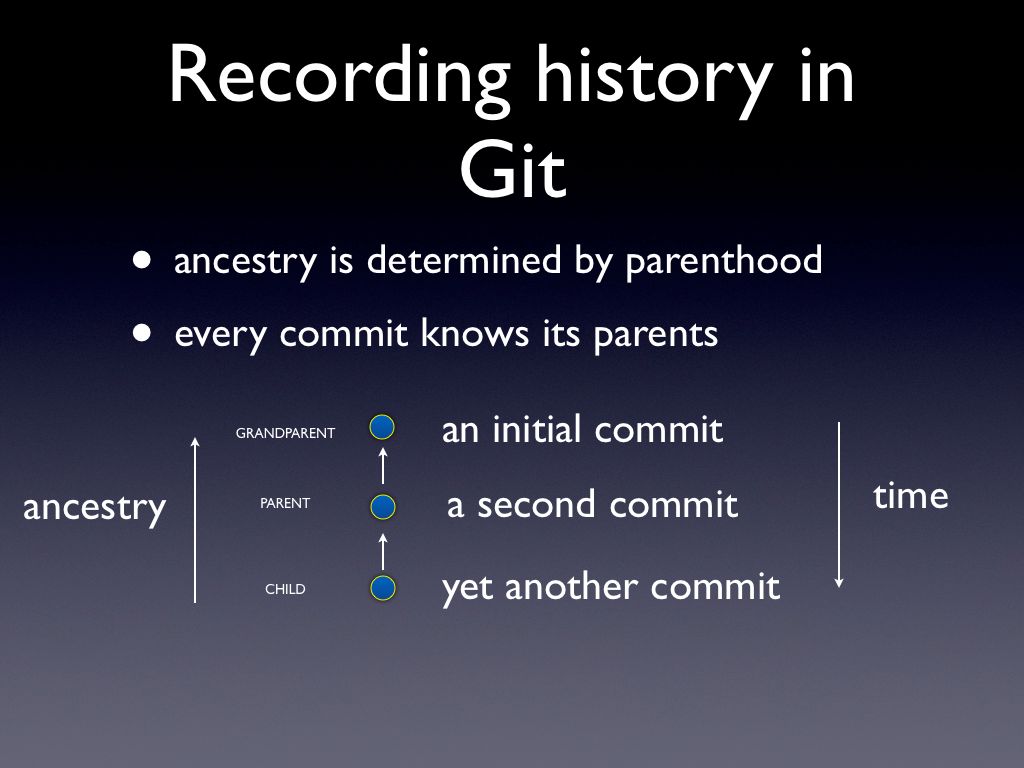 Recording history in
Git
• ancestry is determined by parenthood
• every commit knows its parents
GRANDPARENT an initial commit
ancestry PARENT a second commit time
CHILD yet another commit